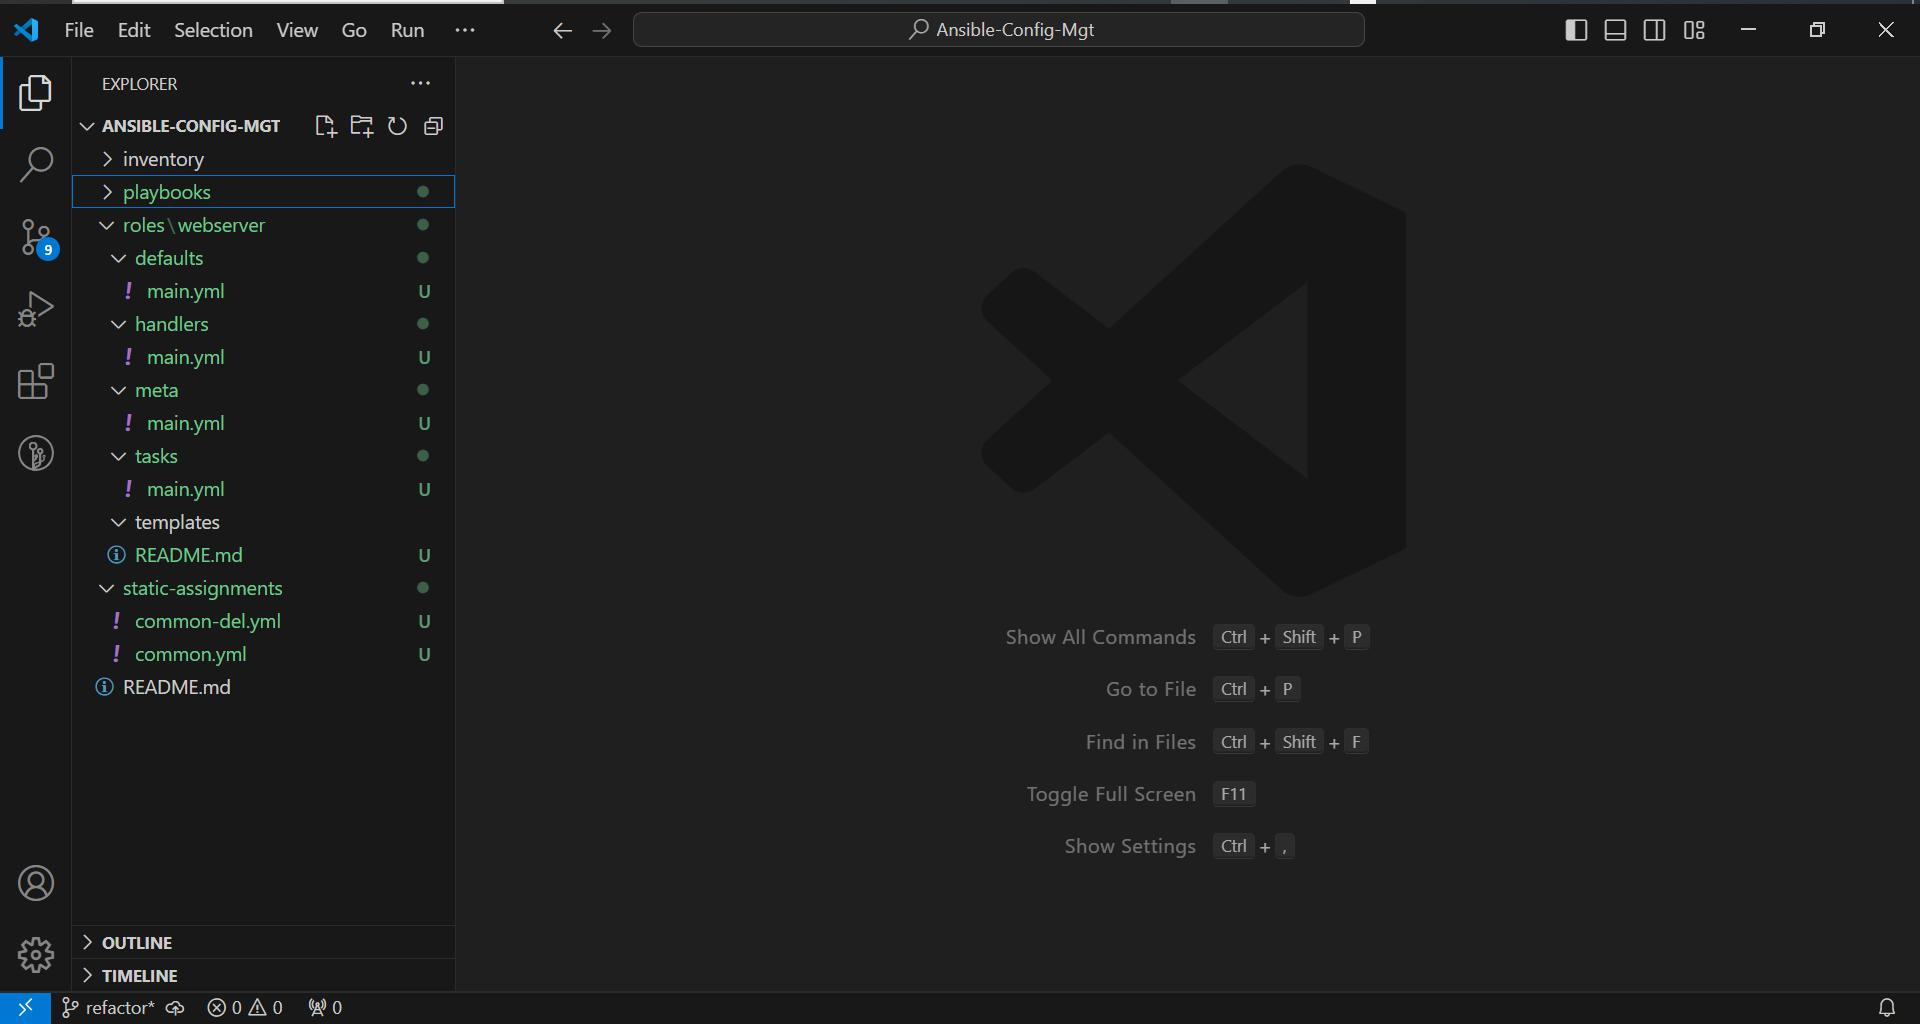 File Edit Selection View Go Run ··· Ansible-Config-Mgt
EXPLORER ···
ANSIBLE-CONFIG-MGT
inventory
playbooks
roles\webserver
defaults
! main.yml U
handlers
! main.yml U
meta
! main.yml U
tasks
! main.yml U
templates
README.md U
static-assignments
! common-del.yml U
! common.yml U
README.md
9
OUTLINE
TIMELINE
Show All Commands Ctrl + Shift + P
Go to File Ctrl + P
Find in Files Ctrl + Shift + F
Toggle Full Screen F11
Show Settings Ctrl + ,
refactor* 0 0 0